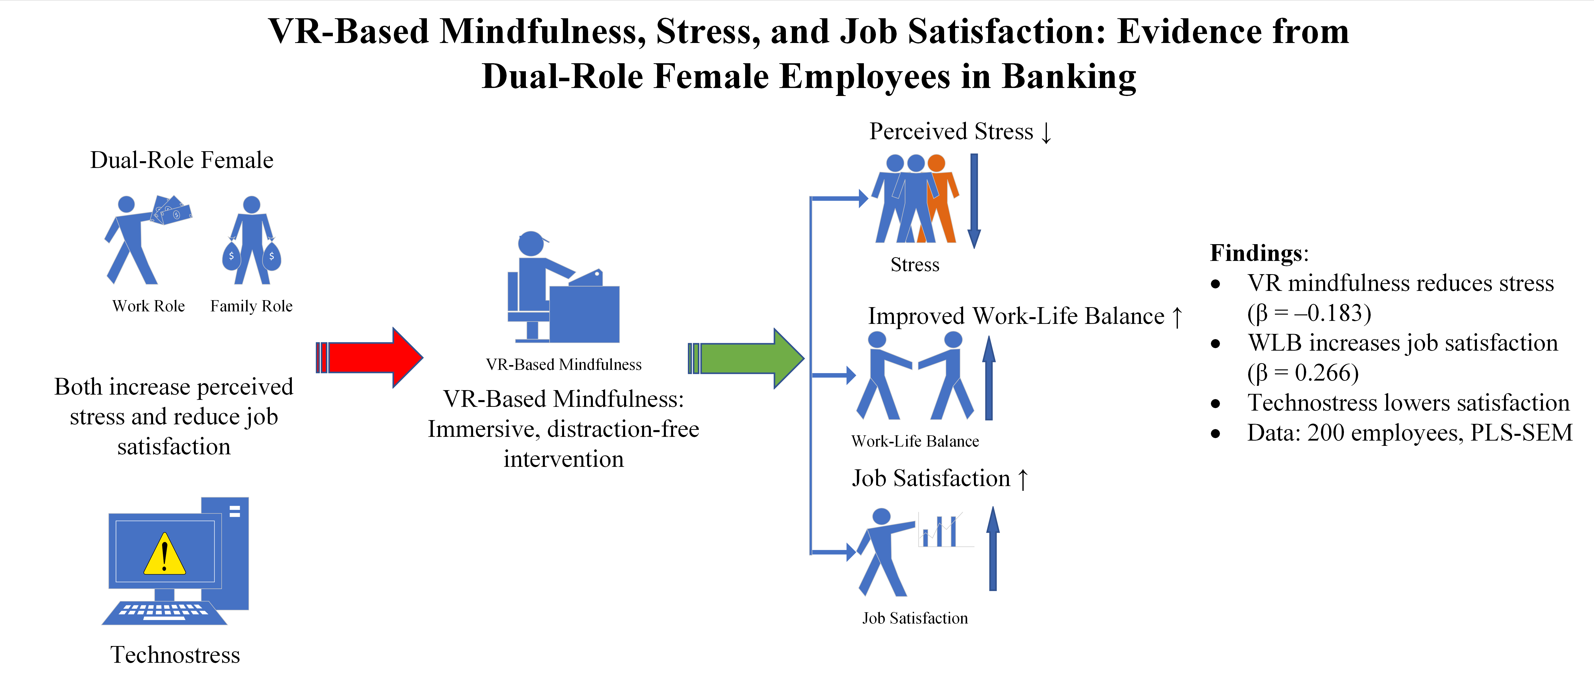 VR-Based Mindfulness, Stress, and Job Satisfaction: Evidence from
Dual-Role Female Employees in Banking
Dual-Role Female
$
$ $
Work Role
Family Role
Both increase perceived
stress and reduce job
satisfaction
!
Technostress
VR-Based Mindfulness
VR-Based Mindfulness:
Immersive, distraction-free
intervention
Perceived Stress ↓
Stress
Improved Work-Life Balance ↑
Work-Life Balance
Job Satisfaction ↑
Job Satisfaction
Findings:
• VR mindfulness reduces stress
(β = –0.183)
• WLB increases job satisfaction
(β = 0.266)
• Technostress lowers satisfaction
• Data: 200 employees, PLS-SEM